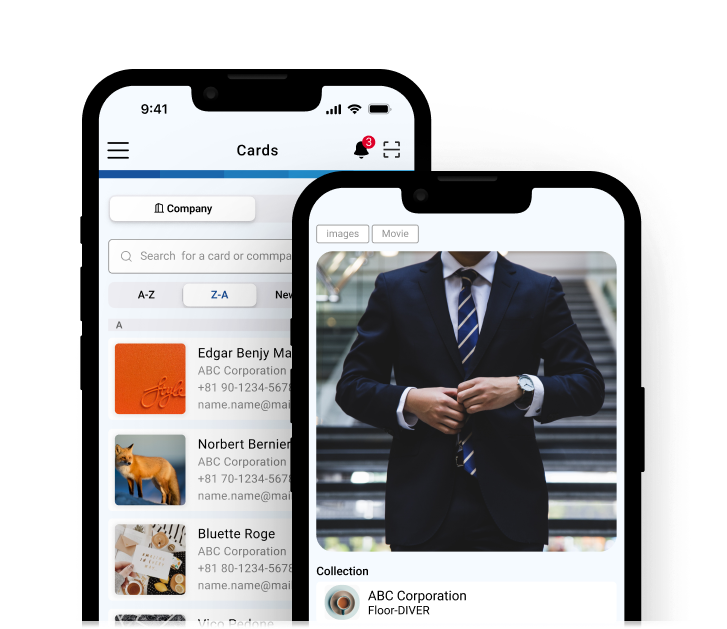 9:41
3
Cards
Company
Search for a card or commpa
A-Z
Z-A
New
A
Edgar Benjy Ma
ABC Corporation
+81 90-1234-5678
name.name@mai
Norbert Bernier
ABC Corporation
+81 70-1234-567
name.name@mai
Bluette Roge
ABC Corporation
+81 80-1234-5678
name.name@mai
Vico Pedone
images
Movie
Collection
ABC Corporation
Floor-DIVER